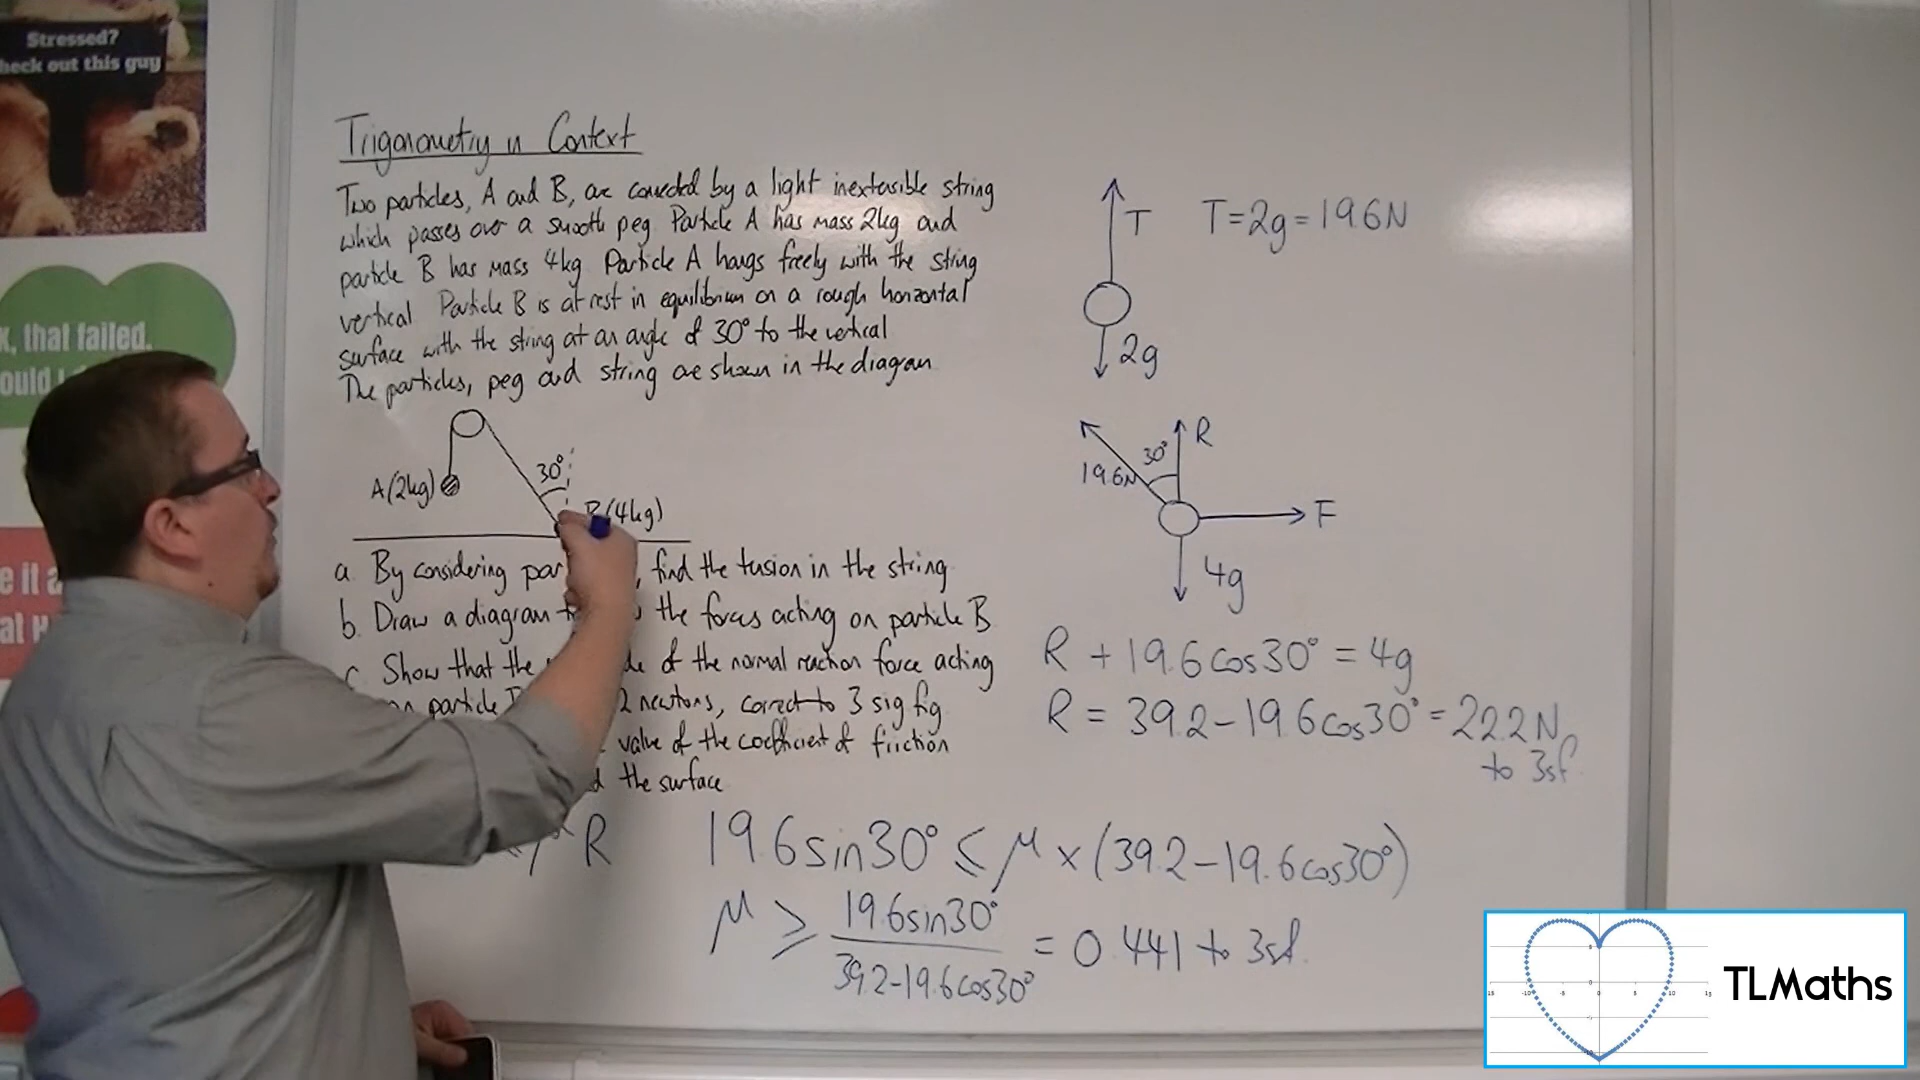 Stressed?
heck out this guy
, that failed.
ould
Trigonometry in Context
Two particles, A and B, are connected by a light inextensible string
which passes over a smooth peg. Particle A has mass 2kg and
particle B has mass 4kg. Particle A hangs freely with the string
vertical. Particle B is at rest in equilibrium on a rough horizontal
surface with the string at an angle of 30° to the vertical
The particles, peg and string are shown in the diagram
A(2kg)
30°
B(4kg)
a. By considering par , find the tension in the string
b. Draw a diagram the forces acting on particle B
c. Show that the of the normal reaction force acting
on particle 2 newtons, correct to 3 sig fig
value of the coefficient of friction
the surface
R
T
T=2g=19.6N
2g
19.6N
30°
R
F
4g
R + 19.6cos30° = 4g
R = 39.2-19.6cos30° = 22.2N
to 3sf.
19.6sin30° ≤ μ x (39.2-19.6cos30°)
μ ≥ 19.6sin30°
39.2-19.6cos30°
= 0.441 to 3sf.
TLMaths